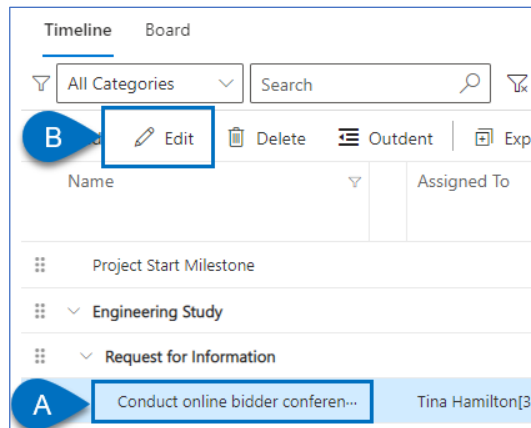 Timeline Board
All Categories Search
B Edit Delete Outdent Exp
Name Assigned To
Project Start Milestone
Engineering Study
Request for Information
A Conduct online bidder conferen... Tina Hamilton[3